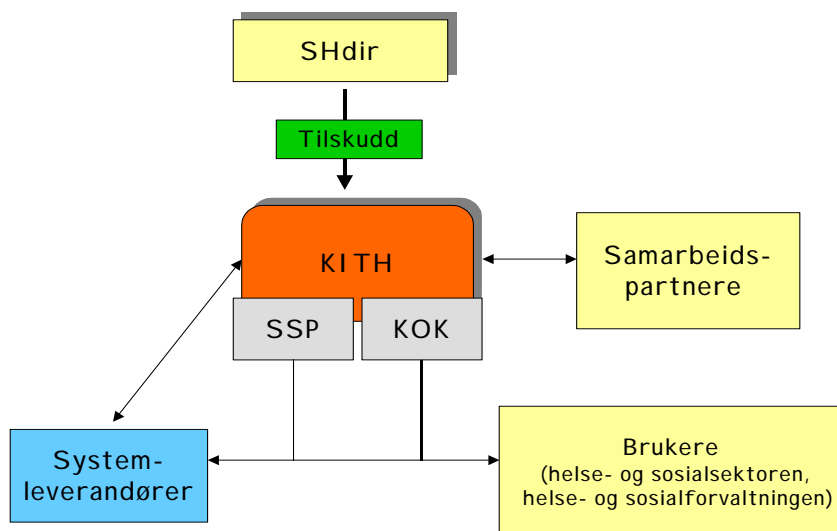 SHdir
Tilskudd
KITH
Samarbeids-
partnere
SSP
KOK
System-
leverandører
Brukere
(helse- og sosialsektoren,
helse- og sosialforvaltningen)